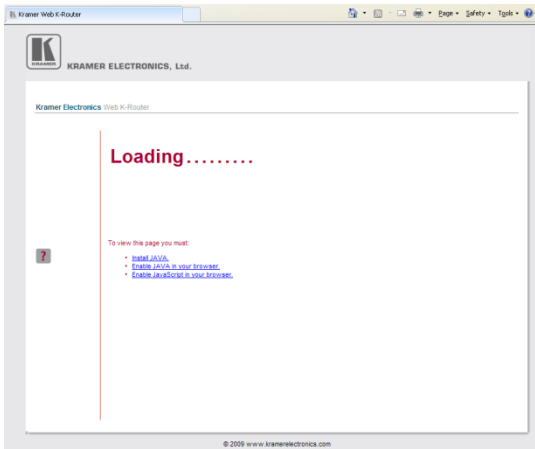 Kramer Web K-Router
Page Safety Tools
KRAMER
KRAMER ELECTRONICS, Ltd.
Kramer Electronics Web K-Router
Loading.........
To view this page you must:
Install JAVA.
Enable JAVA in your browser.
Enable JavaScript in your browser.
?
© 2009 www.kramerelectronics.com